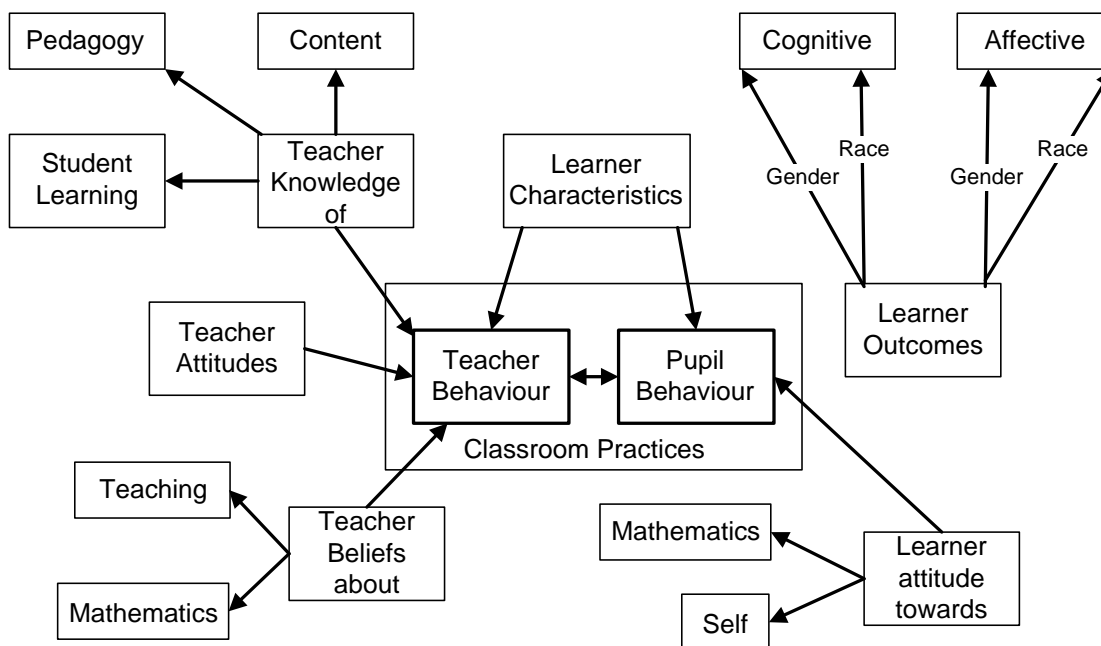 Pedagogy
Content
Cognitive
Affective
Student
Learning
Teacher
Knowledge
of
Learner
Characteristics
Race
Race
Gender
Gender
Teacher
Attitudes
Teacher
Behaviour
Pupil
Behaviour
Learner
Outcomes
Classroom Practices
Teaching
Mathematics
Teacher
Beliefs
about
Mathematics
Self
Learner
attitude
towards